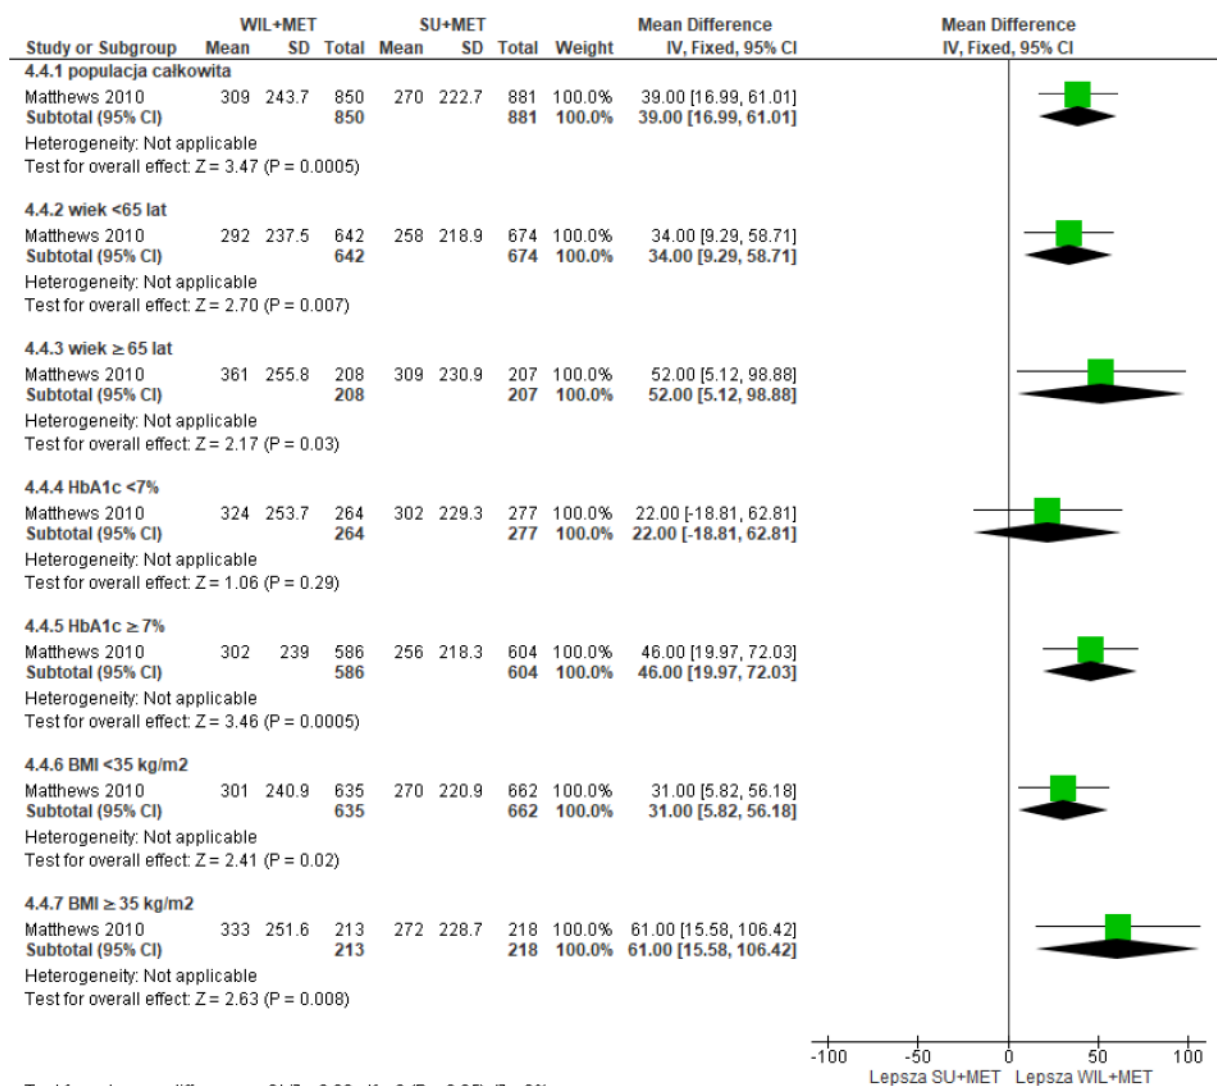 WIL+MET SU+MET Mean Difference Mean Difference
Study or Subgroup Mean SD Total Mean SD Total Weight IV, Fixed, 95% CI IV, Fixed, 95% CI
4.4.1 populacja całkowita
Matthews 2010 309 243.7 850 270 222.7 881 100.0% 39.00 [16.99, 61.01]
Subtotal (95% CI) 850 881 100.0% 39.00 [16.99, 61.01]
Heterogeneity: Not applicable
Test for overall effect: Z = 3.47 (P = 0.0005)
4.4.2 wiek <65 lat
Matthews 2010 292 237.5 642 258 218.9 674 100.0% 34.00 [9.29, 58.71]
Subtotal (95% CI) 642 674 100.0% 34.00 [9.29, 58.71]
Heterogeneity: Not applicable
Test for overall effect: Z = 2.70 (P = 0.007)
4.4.3 wiek ≥ 65 lat
Matthews 2010 361 255.8 208 309 230.9 207 100.0% 52.00 [5.12, 98.88]
Subtotal (95% CI) 208 207 100.0% 52.00 [5.12, 98.88]
Heterogeneity: Not applicable
Test for overall effect: Z = 2.17 (P = 0.03)
4.4.4 HbA1c <7%
Matthews 2010 324 253.7 264 302 229.3 277 100.0% 22.00 [-18.81, 62.81]
Subtotal (95% CI) 264 277 100.0% 22.00 [-18.81, 62.81]
Heterogeneity: Not applicable
Test for overall effect: Z = 1.06 (P = 0.29)
4.4.5 HbA1c ≥ 7%
Matthews 2010 302 239 586 256 218.3 604 100.0% 46.00 [19.97, 72.03]
Subtotal (95% CI) 586 604 100.0% 46.00 [19.97, 72.03]
Heterogeneity: Not applicable
Test for overall effect: Z = 3.46 (P = 0.0005)
4.4.6 BMI <35 kg/m2
Matthews 2010 301 240.9 635 270 220.9 662 100.0% 31.00 [5.82, 56.18]
Subtotal (95% CI) 635 662 100.0% 31.00 [5.82, 56.18]
Heterogeneity: Not applicable
Test for overall effect: Z = 2.41 (P = 0.02)
4.4.7 BMI ≥ 35 kg/m2
Matthews 2010 333 251.6 213 272 228.7 218 100.0% 61.00 [15.58, 106.42]
Subtotal (95% CI) 213 218 100.0% 61.00 [15.58, 106.42]
Heterogeneity: Not applicable
Test for overall effect: Z = 2.63 (P = 0.008)
-100 -50 0 50 100
Lepsza SU+MET Lepsza WIL+MET